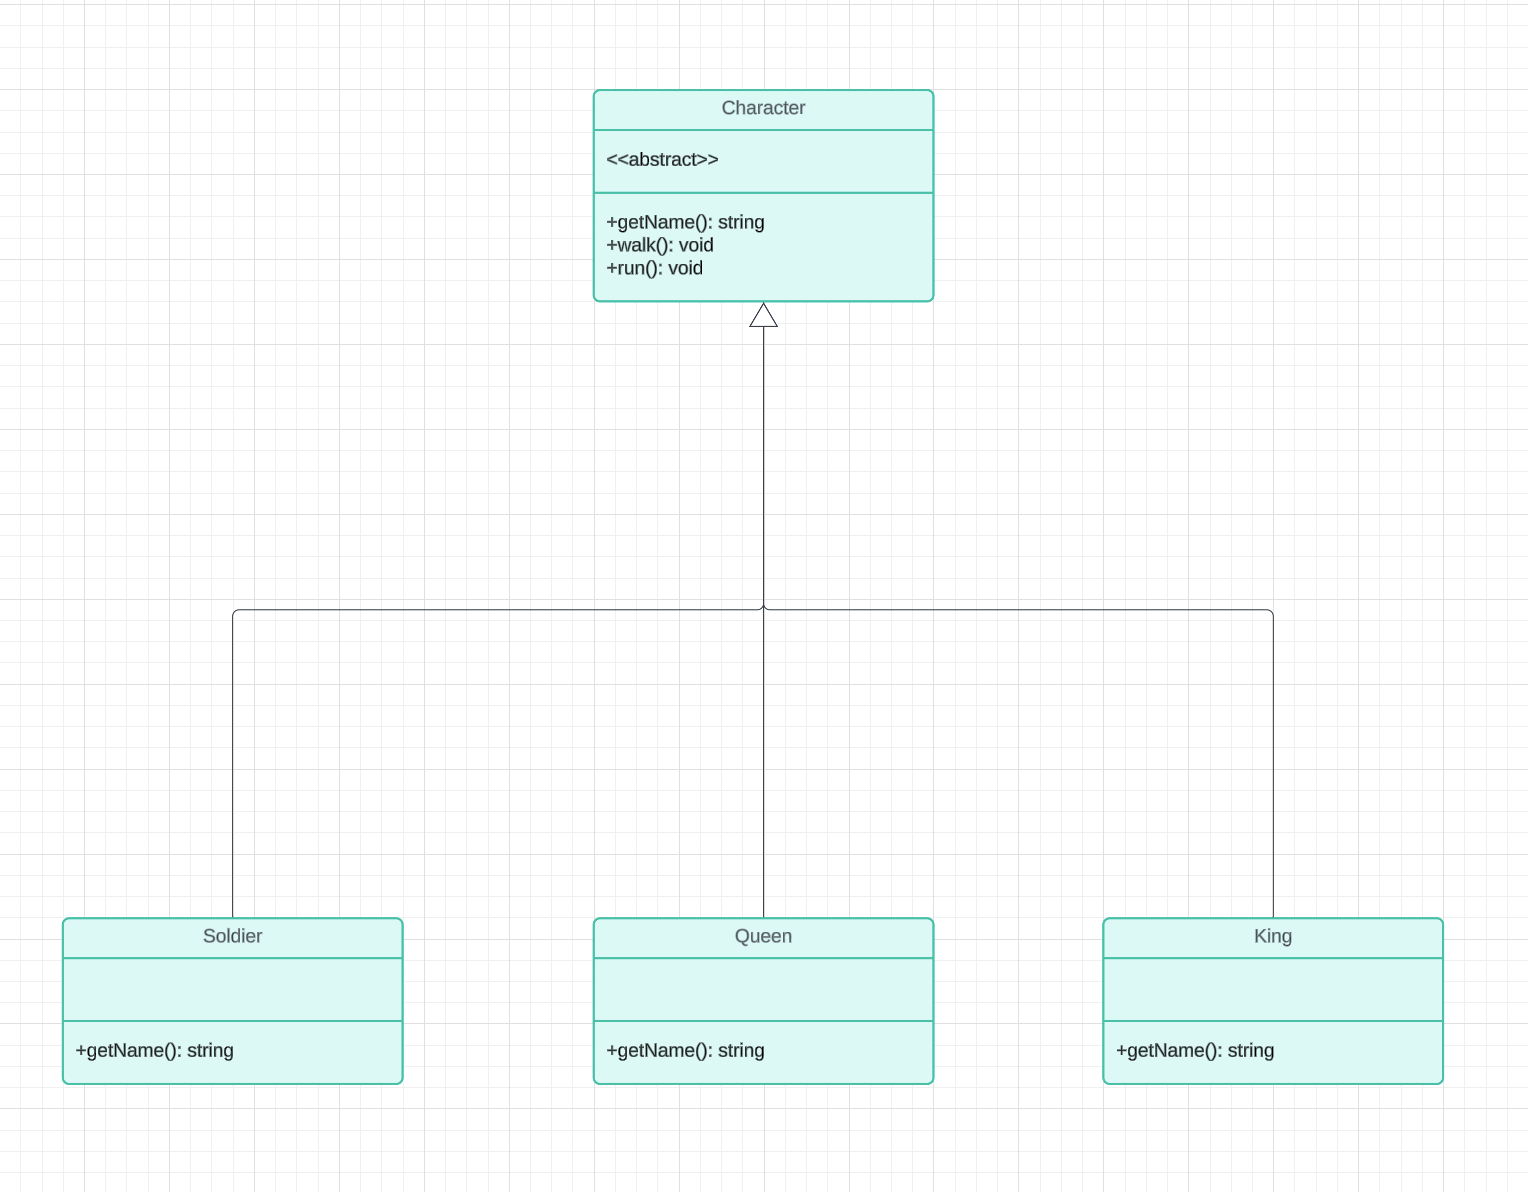 Character
<<abstract>>
+getName(): string
+walk(): void
+run(): void
Soldier
+getName(): string
Queen
+getName(): string
King
+getName(): string